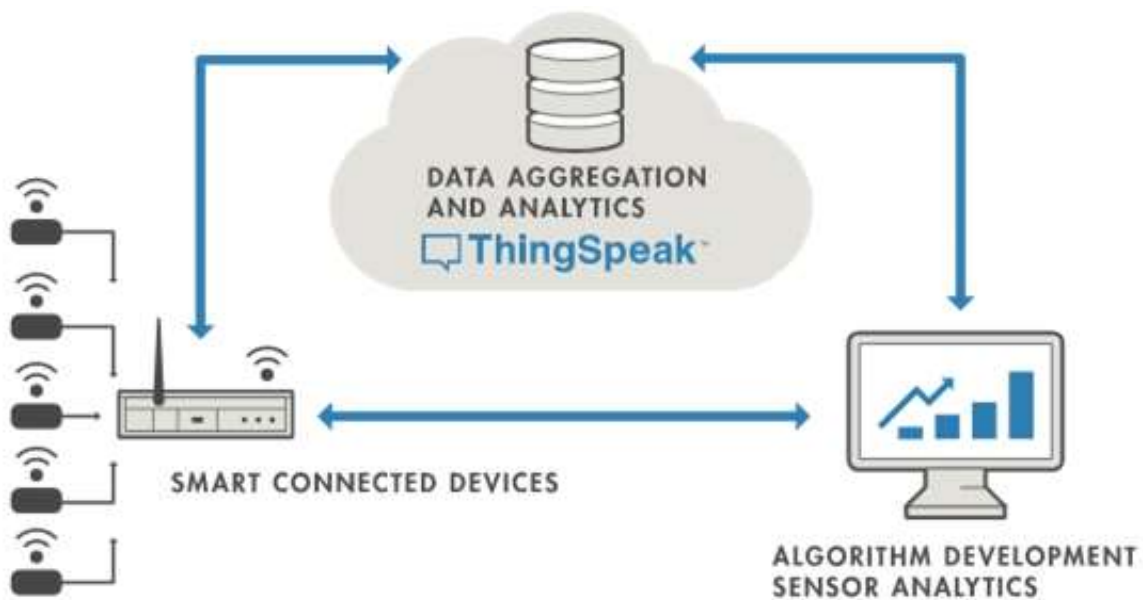 DATA AGGREGATION
AND ANALYTICS
ThingSpeak™
SMART CONNECTED DEVICES
ALGORITHM DEVELOPMENT
SENSOR ANALYTICS